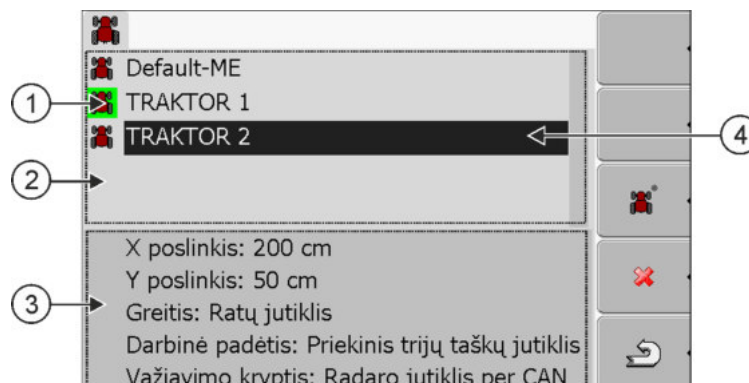 Default-ME
1 TRAKTOR 1
TRAKTOR 2 4
2
X poslinkis: 200 cm
Y poslinkis: 50 cm
3 Greitis: Ratų jutiklis
Darbinė padėtis: Priekinis trijų taškų jutiklis
Važiavimo kryptis: Radaro jutiklis per CAN